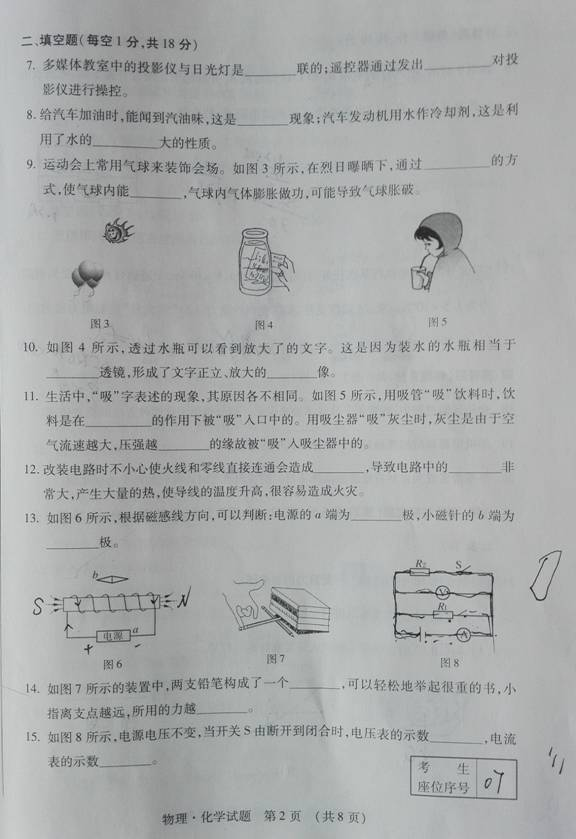 二、填空题(每空1分,共18分)
7. 多媒体教室中的投影仪与日光灯是________联的;遥控器通过发出________对投
影仪进行操控。
8. 给汽车加油时,能闻到汽油味,这是________现象;汽车发动机用水作冷却剂,这是利
用了水的________大的性质。
9. 运动会上常用气球来装饰会场。如图3所示,在烈日曝晒下,通过________的方
式,使气球内能________,气球内气体膨胀做功,可能导致气球胀破。
图3
图4
图5
10. 如图4所示,透过水瓶可以看到放大了的文字。这是因为装水的水瓶相当于
________透镜,形成了文字正立、放大的________像。
11. 生活中,“吸”字表述的现象,其原因各不相同。如图5所示,用吸管“吸”饮料时,饮
料是在________的作用下被“吸”入口中的。用吸尘器“吸”灰尘时,灰尘是由于空
气流速越大,压强越________的缘故被“吸”入吸尘器中的。
12. 改装电路时不小心使火线和零线直接连通会造成________,导致电路中的________非
常大,产生大量的热,使导线的温度升高,很容易造成火灾。
13. 如图6所示,根据磁感线方向,可以判断:电源的a端为________极,小磁针的b端为
________极。
b
S
N
电源
a
+
-
图6
图7
R2
S
V
R1
A
图8
14. 如图7所示的装置中,两支铅笔构成了一个________,可以轻松地举起很重的书,小
指离支点越远,所用的力越________。
15. 如图8所示,电源电压不变,当开关S由断开到闭合时,电压表的示数________,电流
表的示数________。
考 生
座位序号
07
物理·化学试题 第2页 (共8页)